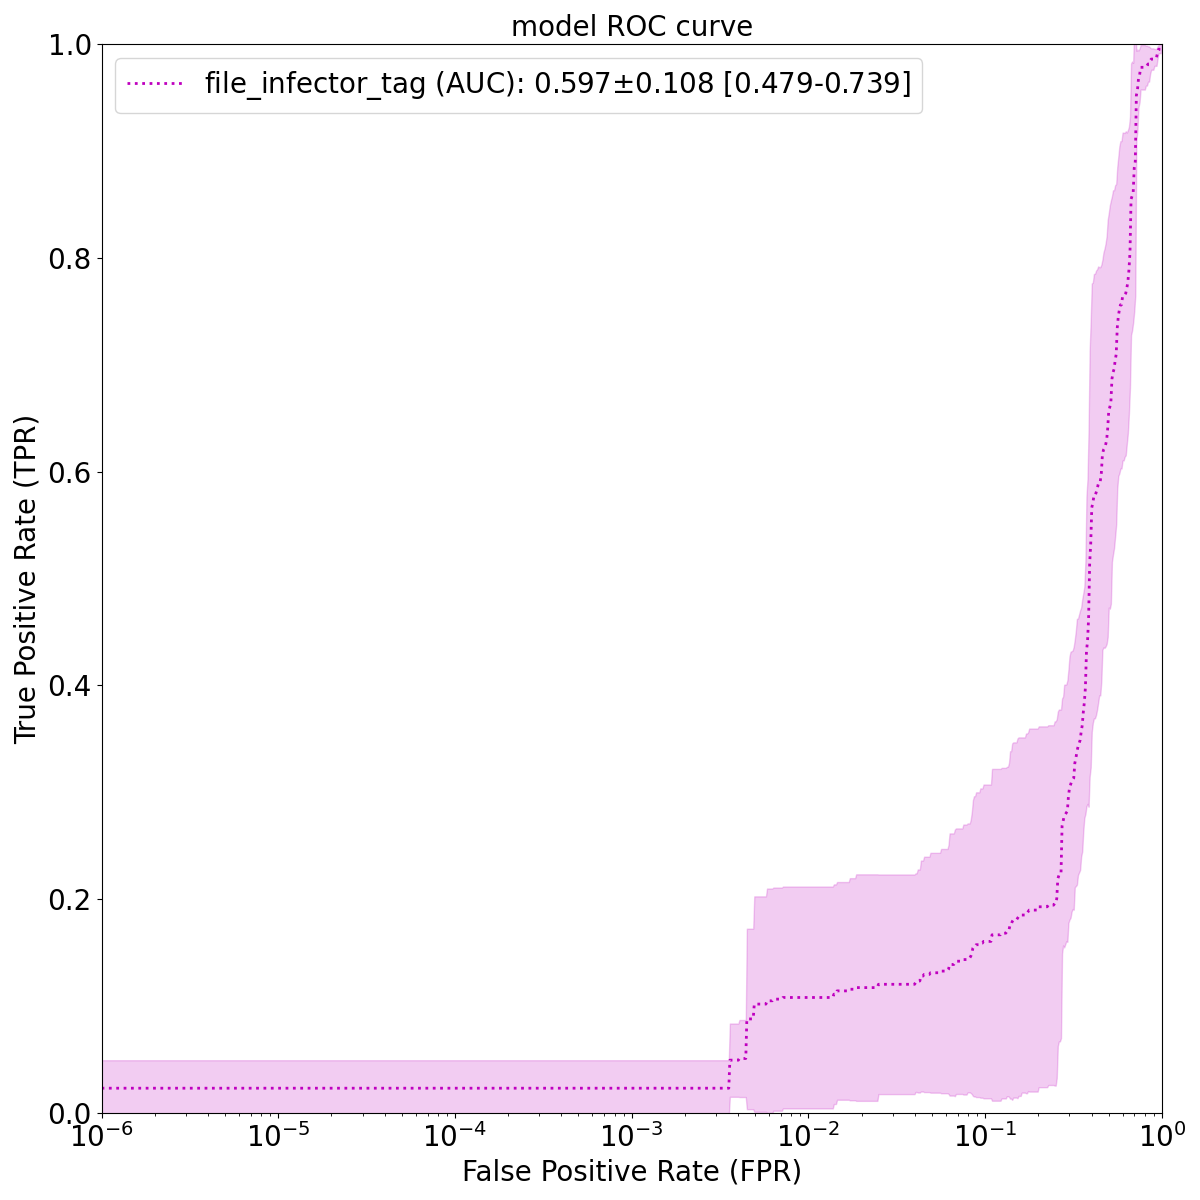 model ROC curve
file_infector_tag (AUC): 0.597±0.108 [0.479-0.739]
True Positive Rate (TPR)
1.0
0.8
0.6
0.4
0.2
0.0
10⁻⁶ 10⁻⁵ 10⁻⁴ 10⁻³ 10⁻² 10⁻¹ 10⁰
False Positive Rate (FPR)